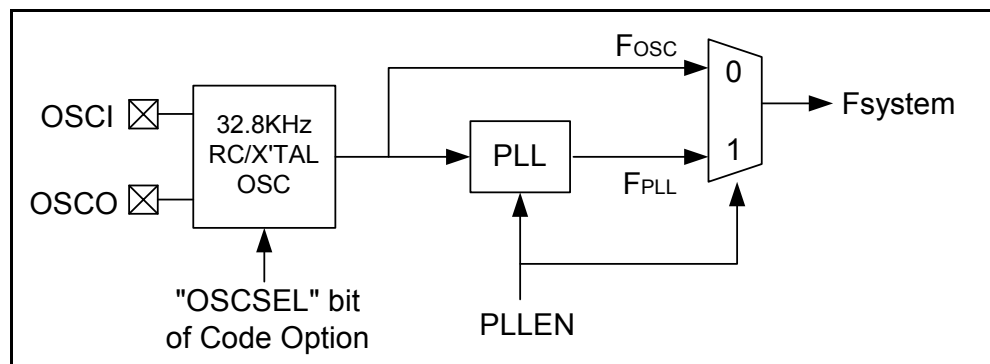 FOSC
0
OSCI
32.8KHz
RC/X'TAL
OSC
Fsystem
PLL
1
FPLL
OSCO
"OSCSEL" bit
of Code Option
PLLEN